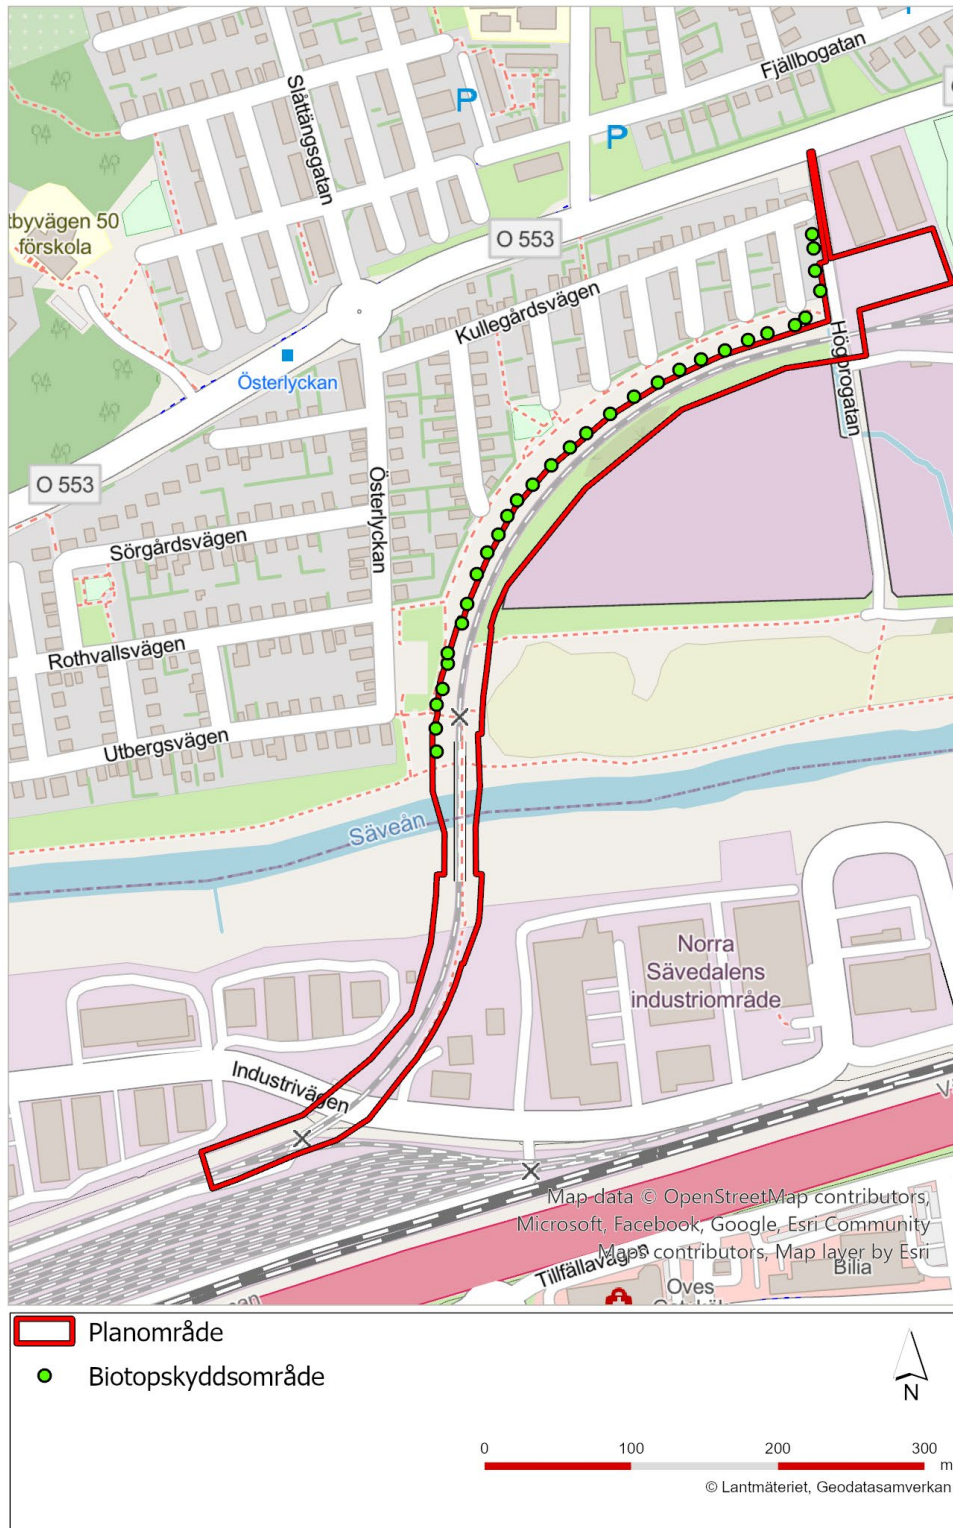 Fjällbogatan
Slåttängsgatan
P
P
tbyvägen 50
förskola
O 553
Kullegårdsvägen
Österlyckan
Högbrogatan
O 553
Österlyckan
Sörgårdsvägen
Rothvallsvägen
Utbergsvägen
Säveån
Norra
Sävedalens
industriområde
Industrivägen
Map data © OpenStreetMap contributors,
Microsoft, Facebook, Google, Esri Community
Maps contributors, Map layer by Esri
Tillfällavägen
Bilia
Oves
Planområde
Biotopskyddsområde
N
0 100 200 300
m
© Lantmäteriet, Geodatasamverkan